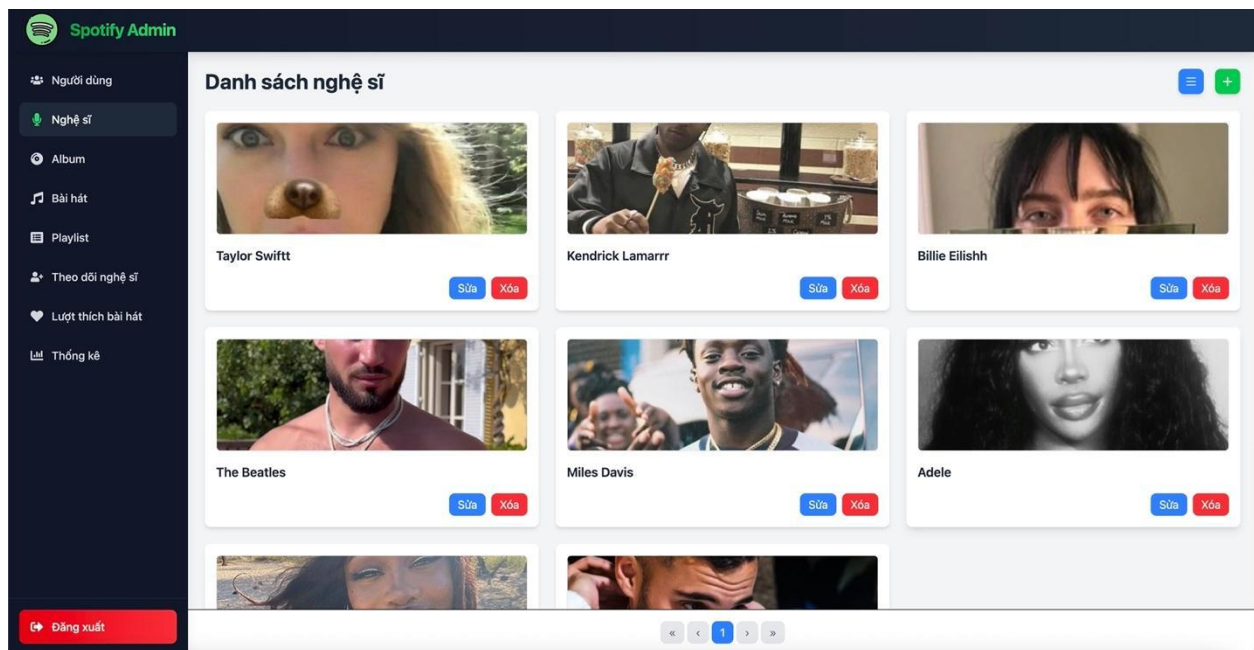 Spotify Admin
Người dùng
Nghệ sĩ
Album
Bài hát
Playlist
Theo dõi nghệ sĩ
Lượt thích bài hát
Thống kê
Đăng xuất
Danh sách nghệ sĩ
Taylor Swiftt
Sửa Xóa
Kendrick Lamarrr
Sửa Xóa
Billie Eilishh
Sửa Xóa
The Beatles
Sửa Xóa
Miles Davis
Sửa Xóa
Adele
Sửa Xóa
« ‹ 1 › »